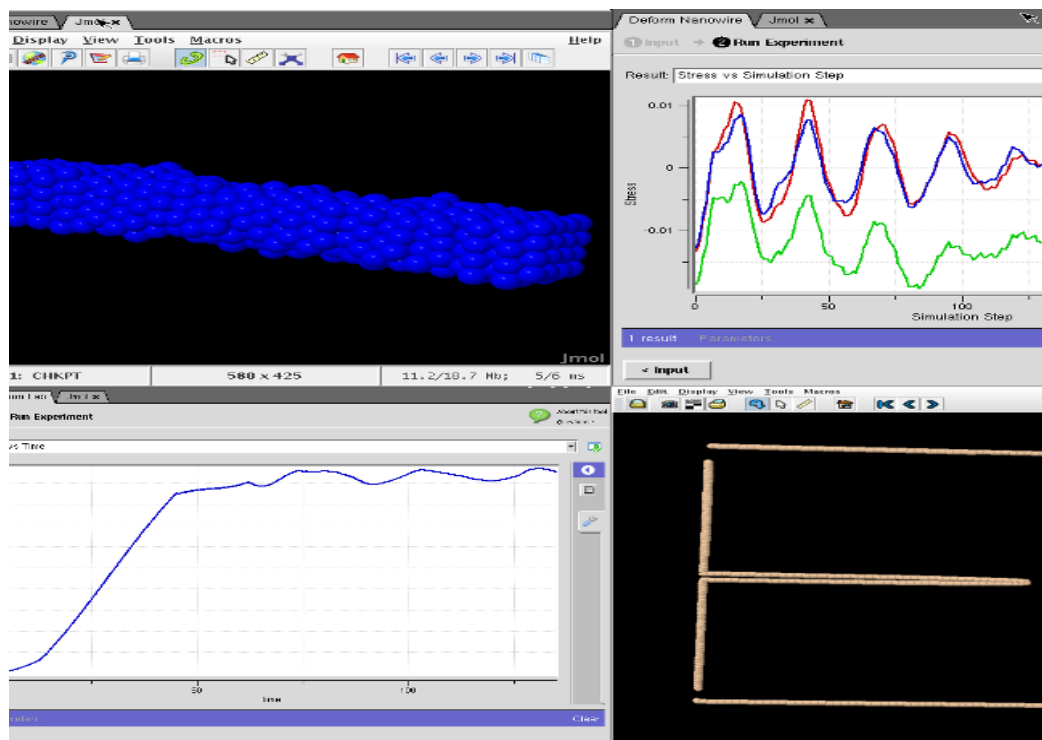 nowire Jmol ×
Display View Tools Macros Help
Jmol
1: CHKPT 580 x 425 11.2/18.7 Mb; 5/6 ms
Deform Nanowire Jmol ×
1 Input → 2 Run Experiment
Result: Stress vs Simulation Step
0.01
0
-0.01
Stress
0 50 100
Simulation Step
1 result Parameters
< Input
Run Experiment
vs Time
50 100
time
Clear
File Edit Display View Tools Macros